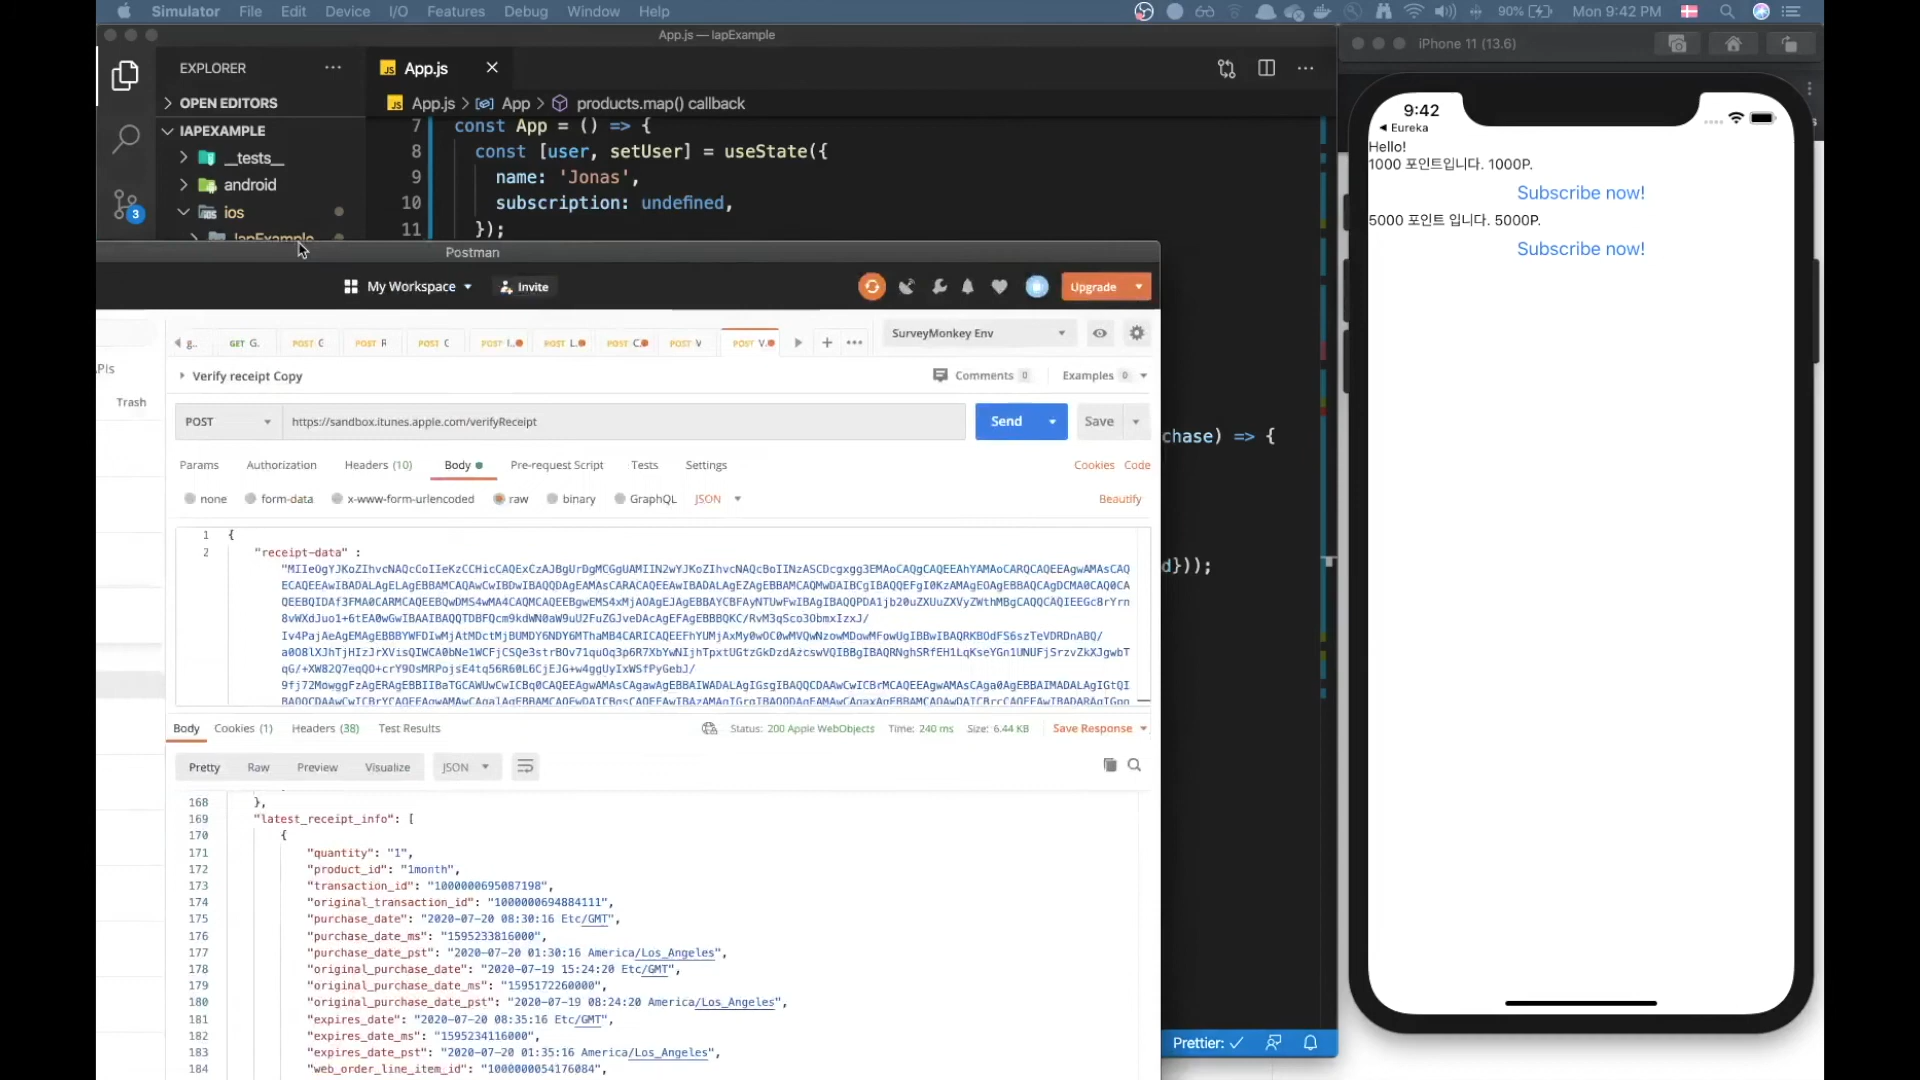 Simulator File Edit Device I/O Features Debug Window Help 90% Mon 9:42 PM
App.js — IapExample
iPhone 11 (13.6)
EXPLORER
App.js
OPEN EDITORS
App.js > App > products.map() callback
IAPEXAMPLE
__tests__
android
ios
IapExample
3
7 const App = () => {
8 const [user, setUser] = useState({
9 name: 'Jonas',
10 subscription: undefined,
11 });
chase) => {
d}));
Prettier:
9:42
Eureka
Hello!
1000 포인트입니다. 1000P.
Subscribe now!
5000 포인트 입니다. 5000P.
Subscribe now!
Postman
My Workspace Invite Upgrade
g.. GET G. POST POST R POST POST I.. POST L. POST C. POST V POST V.
SurveyMonkey Env
PIs
Trash
Verify receipt Copy Comments 0 Examples 0
POST https://sandbox.itunes.apple.com/verifyReceipt Send Save
Params Authorization Headers (10) Body Pre-request Script Tests Settings Cookies Code
none form-data x-www-form-urlencoded raw binary GraphQL JSON Beautify
1 {
2 "receipt-data" :
Body Cookies (1) Headers (38) Test Results Status: 200 Apple WebObjects Time: 240 ms Size: 6.44 KB Save Response
Pretty Raw Preview Visualize JSON
168 },
169 "latest_receipt_info": [
170 {
171 "quantity": "1",
172 "product_id": "1month",
173 "transaction_id": "1000000695087198",
174 "original_transaction_id": "1000000694884111",
175 "purchase_date": "2020-07-20 08:30:16 Etc/GMT",
176 "purchase_date_ms": "1595233816000",
177 "purchase_date_pst": "2020-07-20 01:30:16 America/Los_Angeles",
178 "original_purchase_date": "2020-07-19 15:24:20 Etc/GMT",
179 "original_purchase_date_ms": "1595172260000",
180 "original_purchase_date_pst": "2020-07-19 08:24:20 America/Los_Angeles",
181 "expires_date": "2020-07-20 08:35:16 Etc/GMT",
182 "expires_date_ms": "1595234116000",
183 "expires_date_pst": "2020-07-20 01:35:16 America/Los_Angeles",
184 "web_order_line_item_id": "1000000054176084",